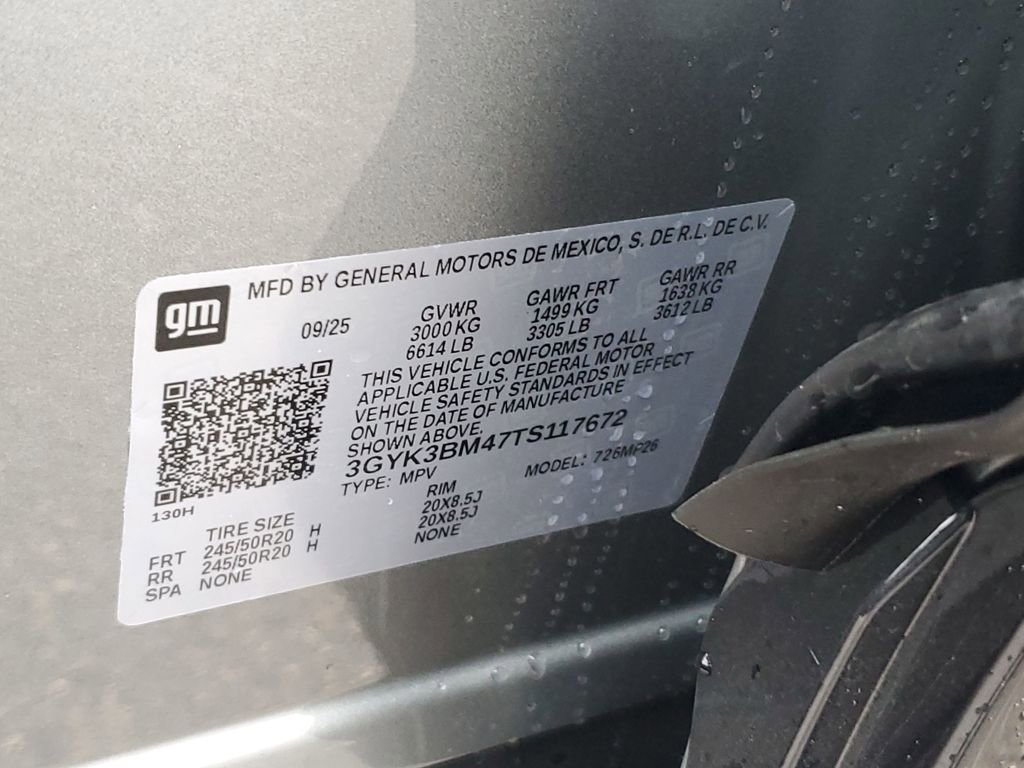 gm
MFD BY GENERAL MOTORS DE MEXICO, S. DE R.L. DE C.V.
09/25
GVWR
3000 KG
6614 LB
GAWR FRT
1499 KG
3305 LB
GAWR RR
1638 KG
3612 LB
THIS VEHICLE CONFORMS TO ALL
APPLICABLE U.S. FEDERAL MOTOR
VEHICLE SAFETY STANDARDS IN EFFECT
ON THE DATE OF MANUFACTURE
SHOWN ABOVE.
3GYK3BM47TS117672
TYPE: MPV
MODEL: 726MP26
130H
TIRE SIZE
RIM
FRT 245/50R20 H 20X8.5J
RR 245/50R20 H 20X8.5J
SPA NONE NONE